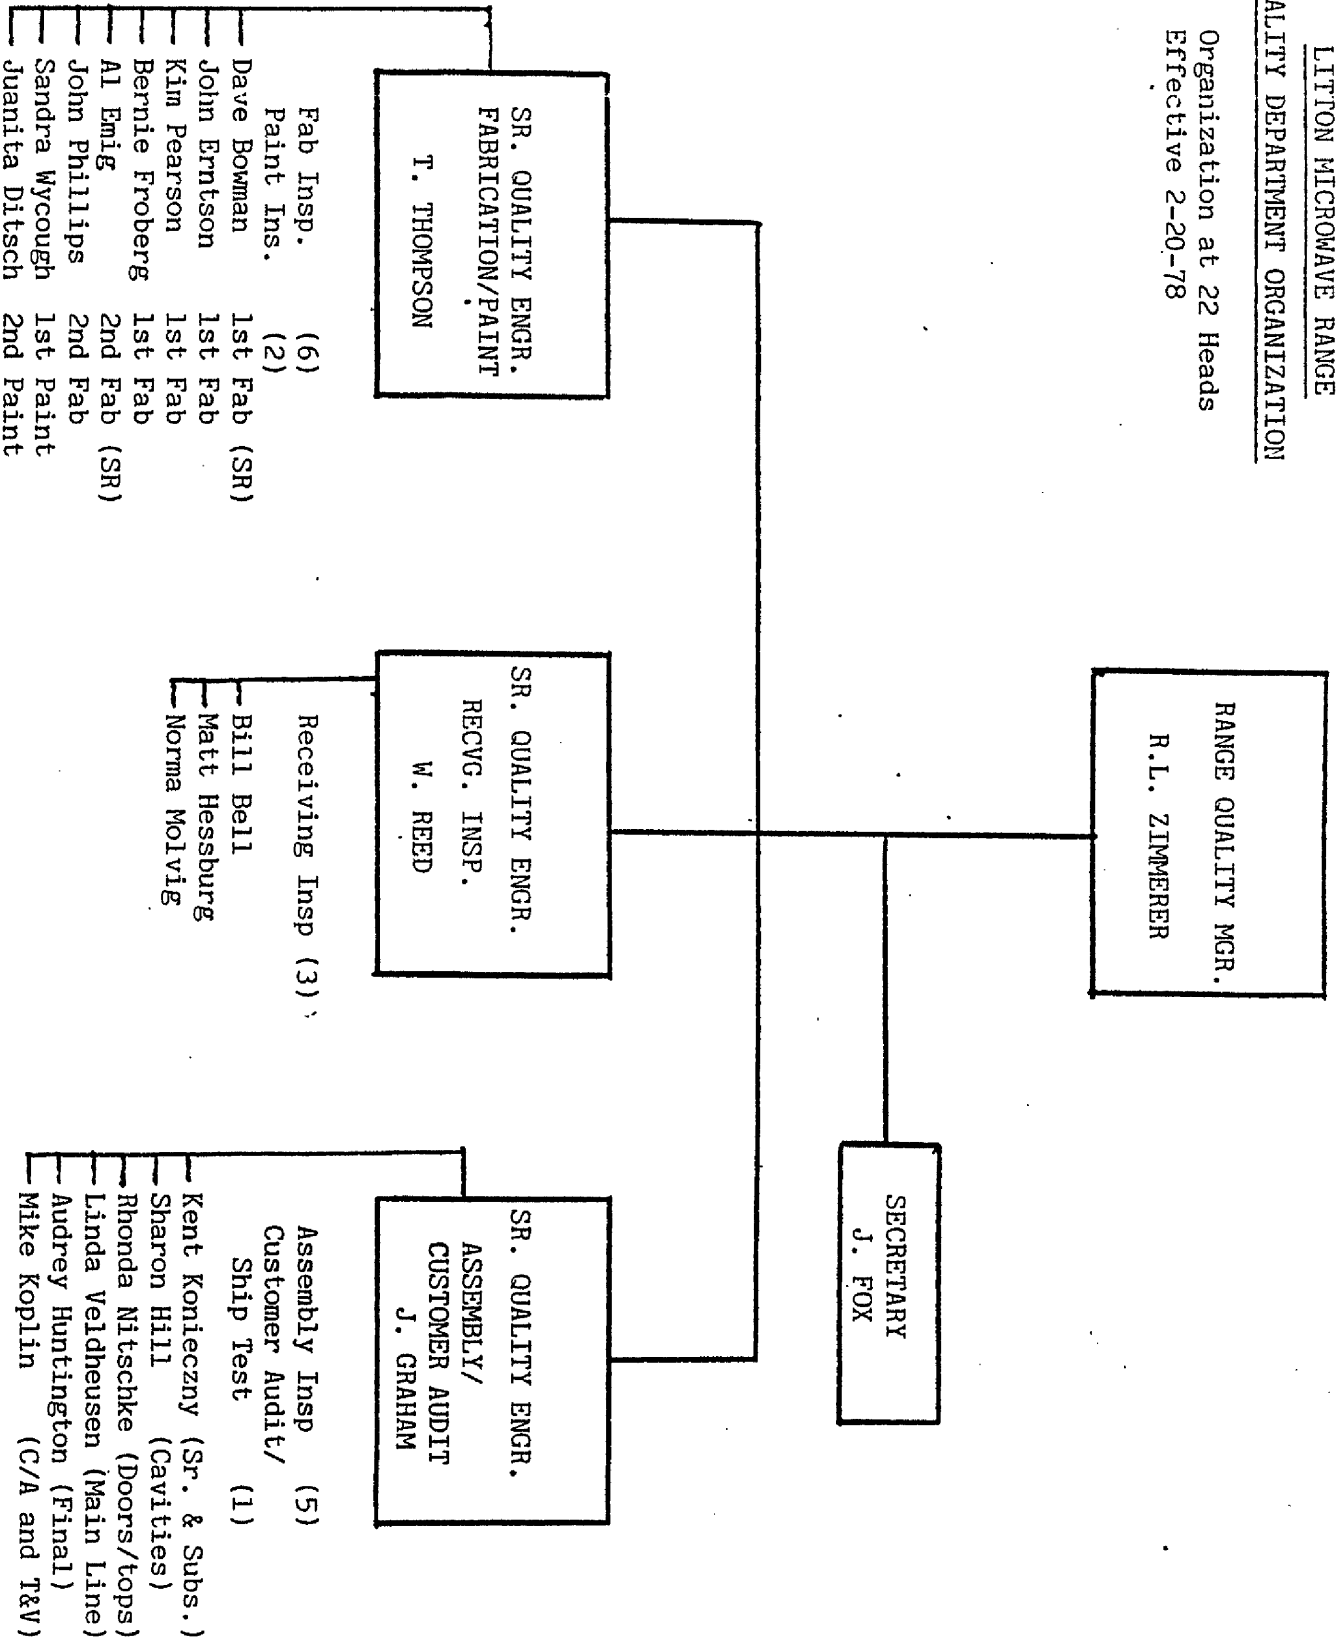 LITTON MICROWAVE RANGE
ALITY DEPARTMENT ORGANIZATION
Organization at 22 Heads
Effective 2-20-78
RANGE QUALITY MGR.
R.L. ZIMMERER
SECRETARY
J. FOX
SR. QUALITY ENGR.
FABRICATION/PAINT
T. THOMPSON
Fab Insp. (6)
Paint Ins. (2)
Dave Bowman 1st Fab (SR)
John Erntson 1st Fab
Kim Pearson 1st Fab
Bernie Froberg 1st Fab
Al Emig 2nd Fab (SR)
John Phillips 2nd Fab
Sandra Wycough 1st Paint
Juanita Ditsch 2nd Paint
SR. QUALITY ENGR.
RECVG. INSP.
W. REED
Receiving Insp (3)
Bill Bell
Matt Hessburg
Norma Molvig
SR. QUALITY ENGR.
ASSEMBLY/
CUSTOMER AUDIT
J. GRAHAM
Assembly Insp (5)
Customer Audit/
Ship Test (1)
Kent Konieczny (Sr. & Subs.)
Sharon Hill (Cavities)
Rhonda Nitschke (Doors/tops)
Linda Veldheusen (Main Line)
Audrey Huntington (Final)
Mike Koplin (C/A and T&V)